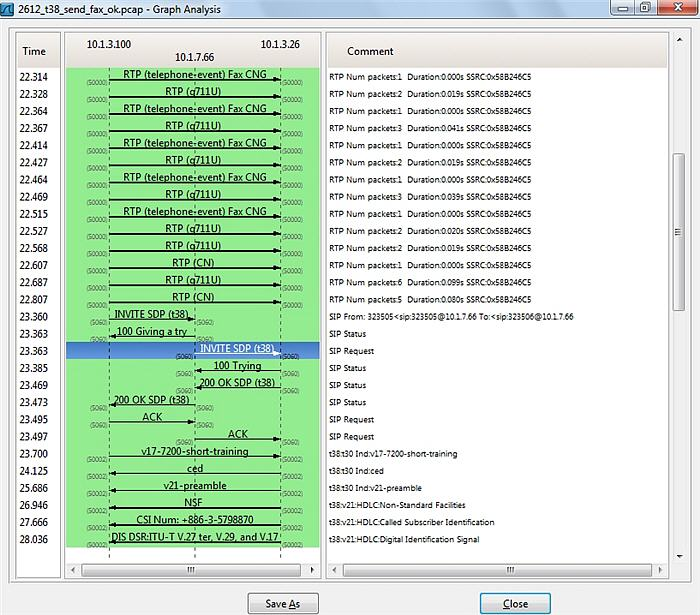 2612_t38_send_fax_ok.pcap - Graph Analysis
Time 10.1.3.100 10.1.7.66 10.1.3.26 Comment
22.314 (50000) RTP (telephone-event) Fax CNG (50000) RTP Num packets:1 Duration:0.000s SSRC:0x58B246C5
22.328 (50000) RTP (g711U) (50000) RTP Num packets:2 Duration:0.019s SSRC:0x58B246C5
22.364 (50000) RTP (telephone-event) Fax CNG (50000) RTP Num packets:1 Duration:0.000s SSRC:0x58B246C5
22.367 (50000) RTP (g711U) (50000) RTP Num packets:3 Duration:0.041s SSRC:0x58B246C5
22.414 (50000) RTP (telephone-event) Fax CNG (50000) RTP Num packets:1 Duration:0.000s SSRC:0x58B246C5
22.427 (50000) RTP (g711U) (50000) RTP Num packets:2 Duration:0.019s SSRC:0x58B246C5
22.464 (50000) RTP (telephone-event) Fax CNG (50000) RTP Num packets:1 Duration:0.000s SSRC:0x58B246C5
22.469 (50000) RTP (g711U) (50000) RTP Num packets:3 Duration:0.039s SSRC:0x58B246C5
22.515 (50000) RTP (telephone-event) Fax CNG (50000) RTP Num packets:1 Duration:0.000s SSRC:0x58B246C5
22.527 (50000) RTP (g711U) (50000) RTP Num packets:2 Duration:0.020s SSRC:0x58B246C5
22.568 (50000) RTP (g711U) (50000) RTP Num packets:2 Duration:0.019s SSRC:0x58B246C5
22.607 (50000) RTP (CN) (50000) RTP Num packets:1 Duration:0.000s SSRC:0x58B246C5
22.687 (50000) RTP (g711U) (50000) RTP Num packets:6 Duration:0.099s SSRC:0x58B246C5
22.807 (50000) RTP (CN) (50000) RTP Num packets:5 Duration:0.080s SSRC:0x58B246C5
23.360 (5060) INVITE SDP (t38) (5060) SIP From: 323505<sip:323505@10.1.7.66 To:<sip:323506@10.1.7.66
23.363 (5060) 100 Giving a try (5060) SIP Status
23.363 (5060) INVITE SDP (t38) (5060) SIP Request
23.385 (5060) 100 Trying (5060) SIP Status
23.469 (5060) 200 OK SDP (t38) (5060) SIP Status
23.473 (5060) 200 OK SDP (t38) (5060) SIP Status
23.495 (5060) ACK (5060) SIP Request
23.497 (5060) ACK (5060) SIP Request
23.700 (50002) v17-7200-short-training (50002) t38:t30 Ind:v17-7200-short-training
24.125 (50002) ced (50002) t38:t30 Ind:ced
25.686 (50002) v21-preamble (50002) t38:t30 Ind:v21-preamble
26.946 (50002) NSF (50002) t38:v21:HDLC:Non-Standard Facilities
27.666 (50002) CSI Num: +886-3-5798870 (50002) t38:v21:HDLC:Called Subscriber Identification
28.036 (50002) DIS DSR:ITU-T V.27 ter, V.29, and V.17 (50002) t38:v21:HDLC:Digital Identification Signal
Save As Close